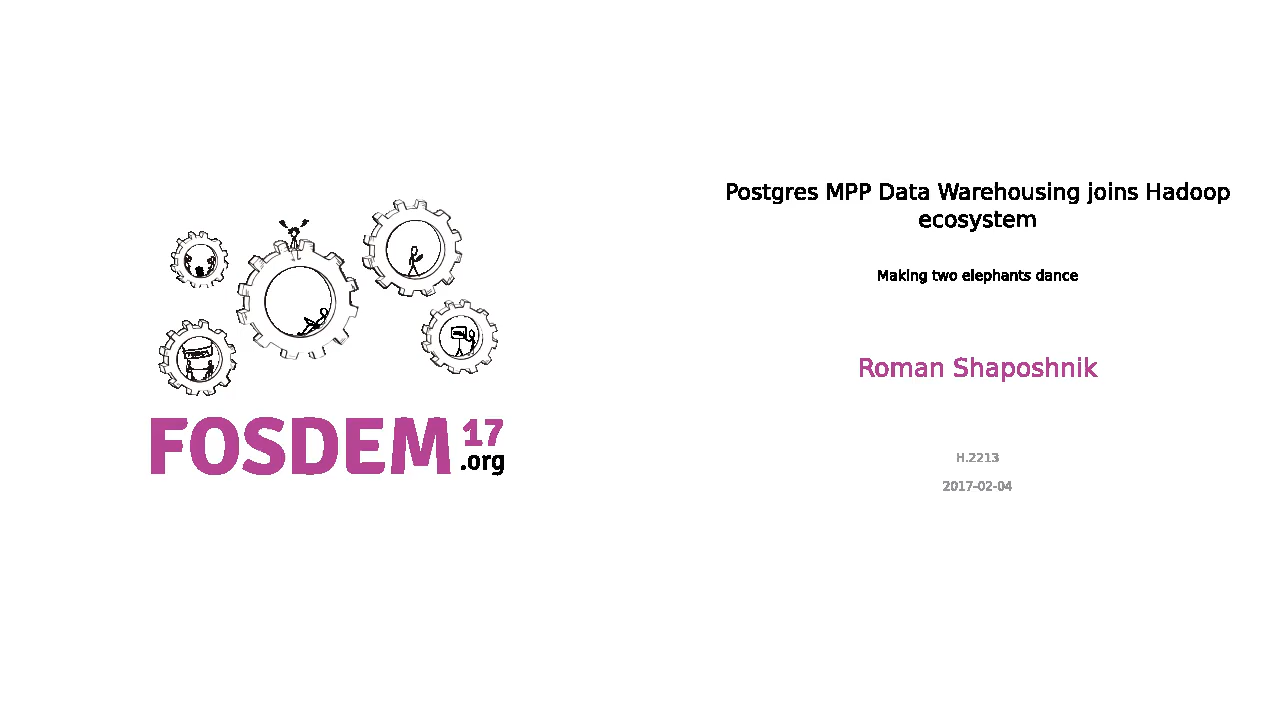 Postgres MPP Data Warehousing joins Hadoop
ecosystem
Making two elephants dance
Roman Shaposhnik
H.2213
2017-02-04
FOSDEM 17
.org